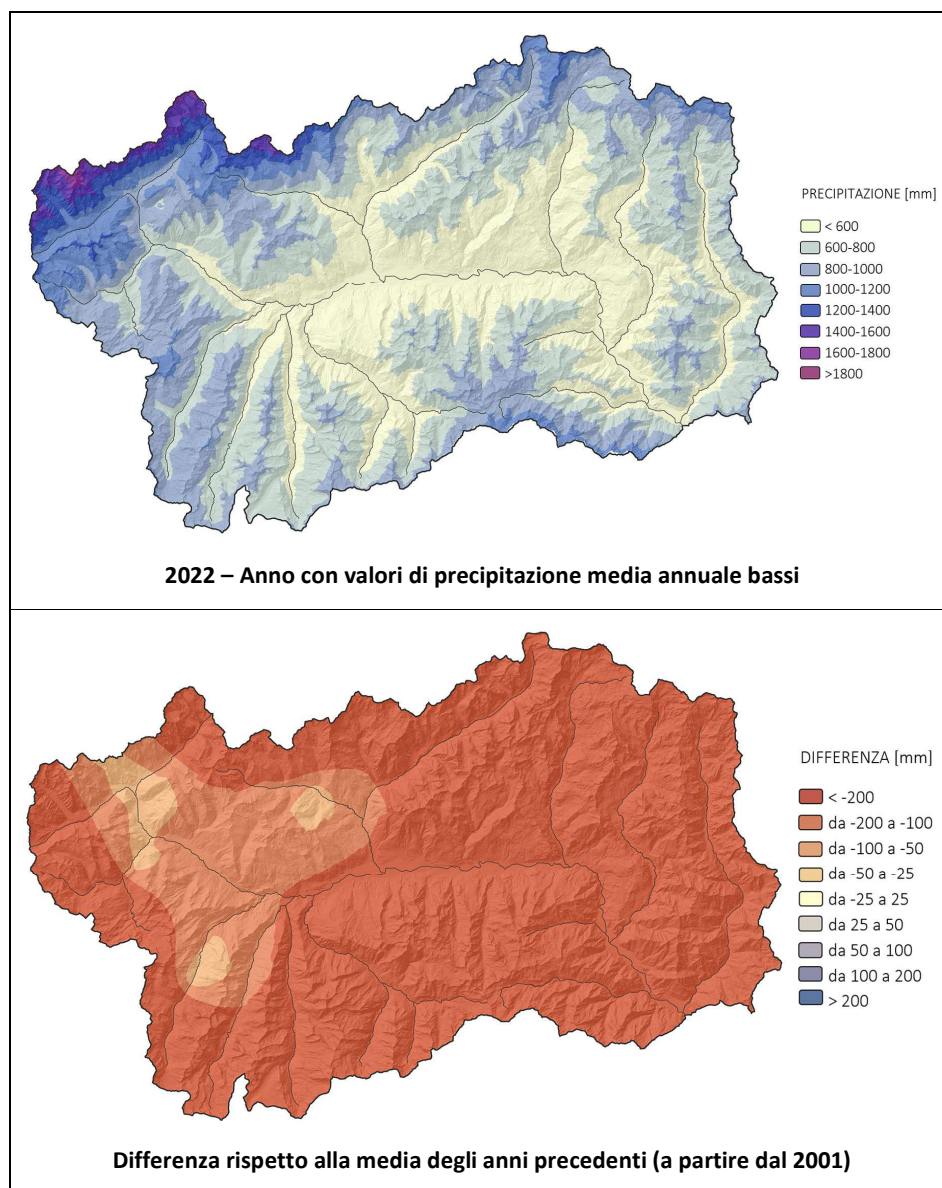 PRECIPITAZIONE [mm]
< 600
600-800
800-1000
1000-1200
1200-1400
1400-1600
1600-1800
>1800
2022 – Anno con valori di precipitazione media annuale bassi
DIFFERENZA [mm]
< -200
da -200 a -100
da -100 a -50
da -50 a -25
da -25 a 25
da 25 a 50
da 50 a 100
da 100 a 200
> 200
Differenza rispetto alla media degli anni precedenti (a partire dal 2001)